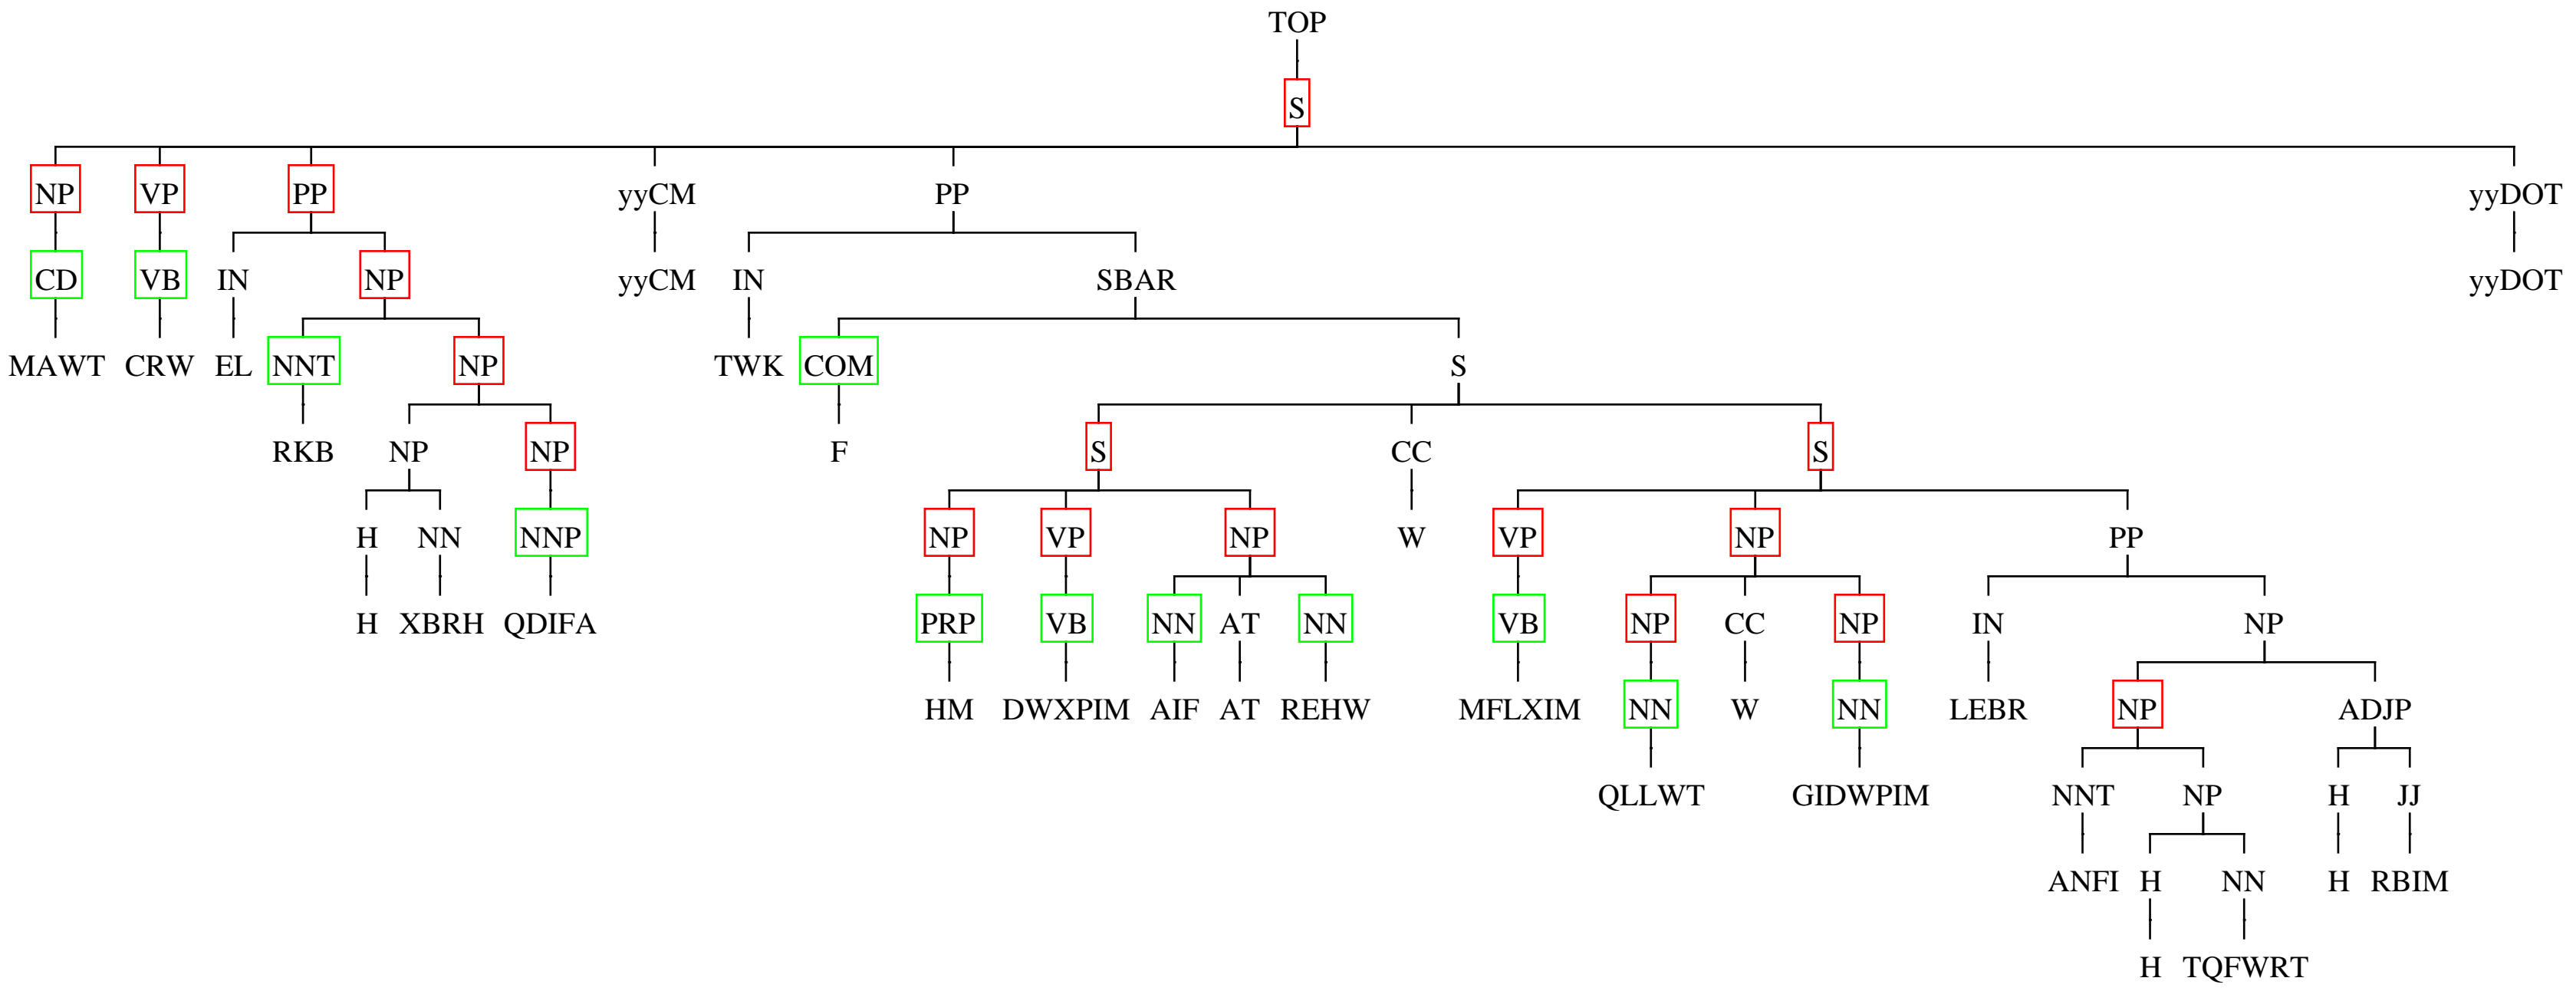 TOP
S
NP VP PP yyCM PP yyDOT
CD VB IN NP yyCM IN SBAR yyDOT
MAWT CRW EL NNT NP TWK COM S
RKB NP NP F S CC S
H NN NNP NP VP NP W VP NP PP
H XBRH QDIFA PRP VB NN AT NN VB NP CC NP IN NP
HM DWXPIM AIF AT REHW MFLXIM NN W NN LEBR NP ADJP
QLLWT GIDWPIM NNT NP H JJ
ANFI H NN H RBIM
H TQFWRT